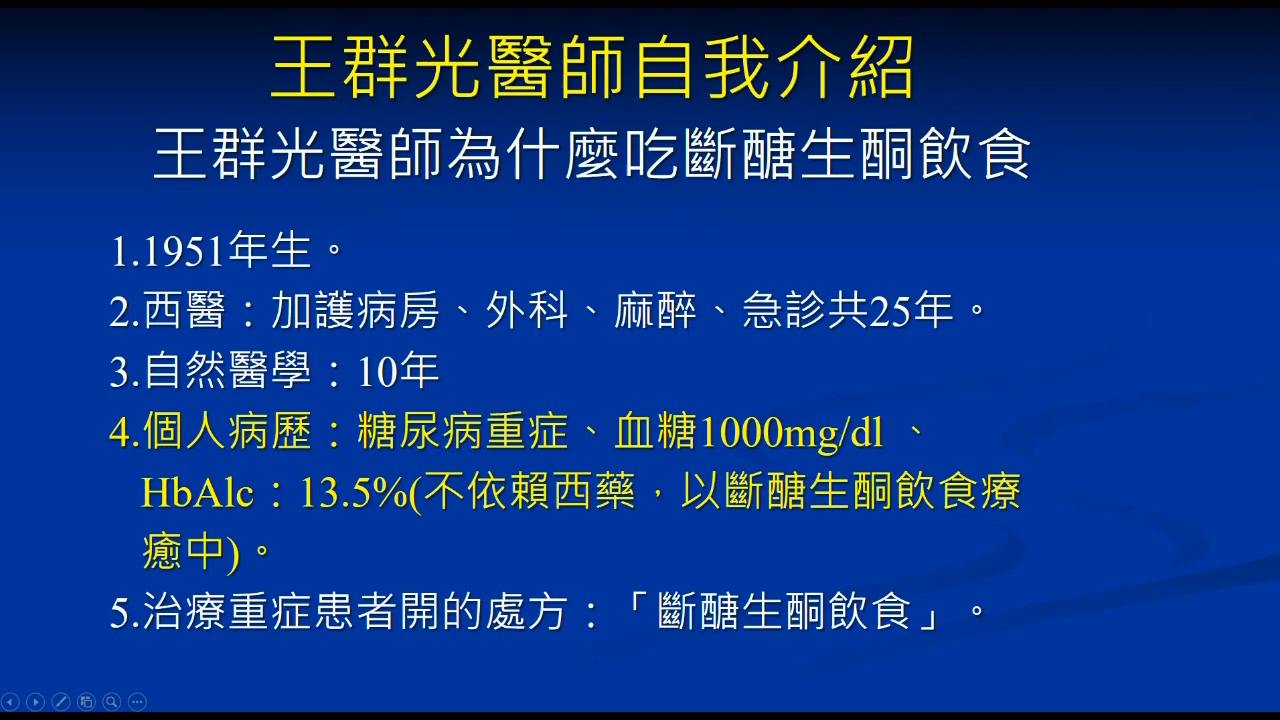 王群光醫師自我介紹
王群光醫師為什麼吃斷醣生酮飲食
1.1951年生。
2.西醫：加護病房、外科、麻醉、急診共25年。
3.自然醫學：10年
4.個人病歷：糖尿病重症、血糖1000mg/dl 、
HbAlc：13.5%(不依賴西藥，以斷醣生酮飲食療
癒中)。
5.治療重症患者開的處方：「斷醣生酮飲食」。